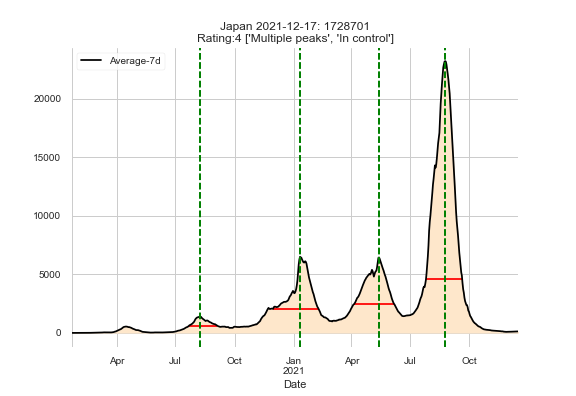 Japan 2021-12-17: 1728701
Rating:4 ['Multiple peaks', 'In control']
Average-7d
20000
15000
10000
5000
0
Apr Jul Oct Jan Apr Jul Oct
2021
Date